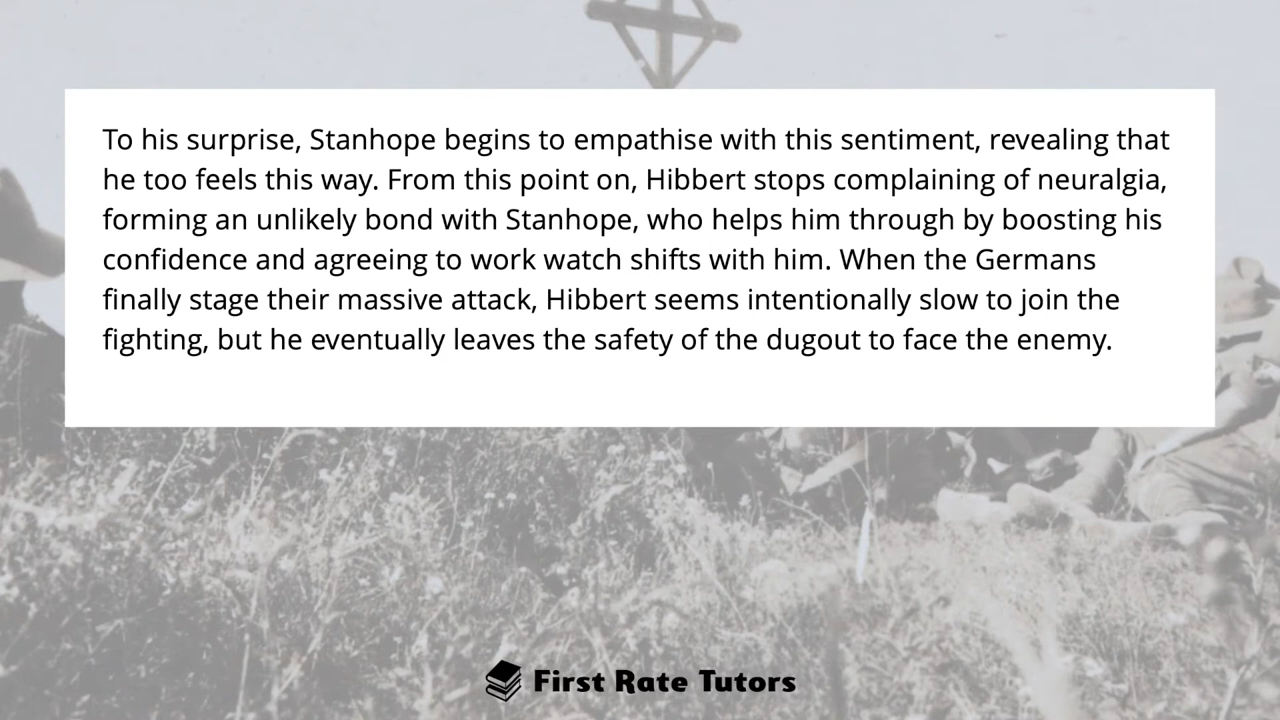 To his surprise, Stanhope begins to empathise with this sentiment, revealing that
he too feels this way. From this point on, Hibbert stops complaining of neuralgia,
forming an unlikely bond with Stanhope, who helps him through by boosting his
confidence and agreeing to work watch shifts with him. When the Germans
finally stage their massive attack, Hibbert seems intentionally slow to join the
fighting, but he eventually leaves the safety of the dugout to face the enemy.
First Rate Tutors